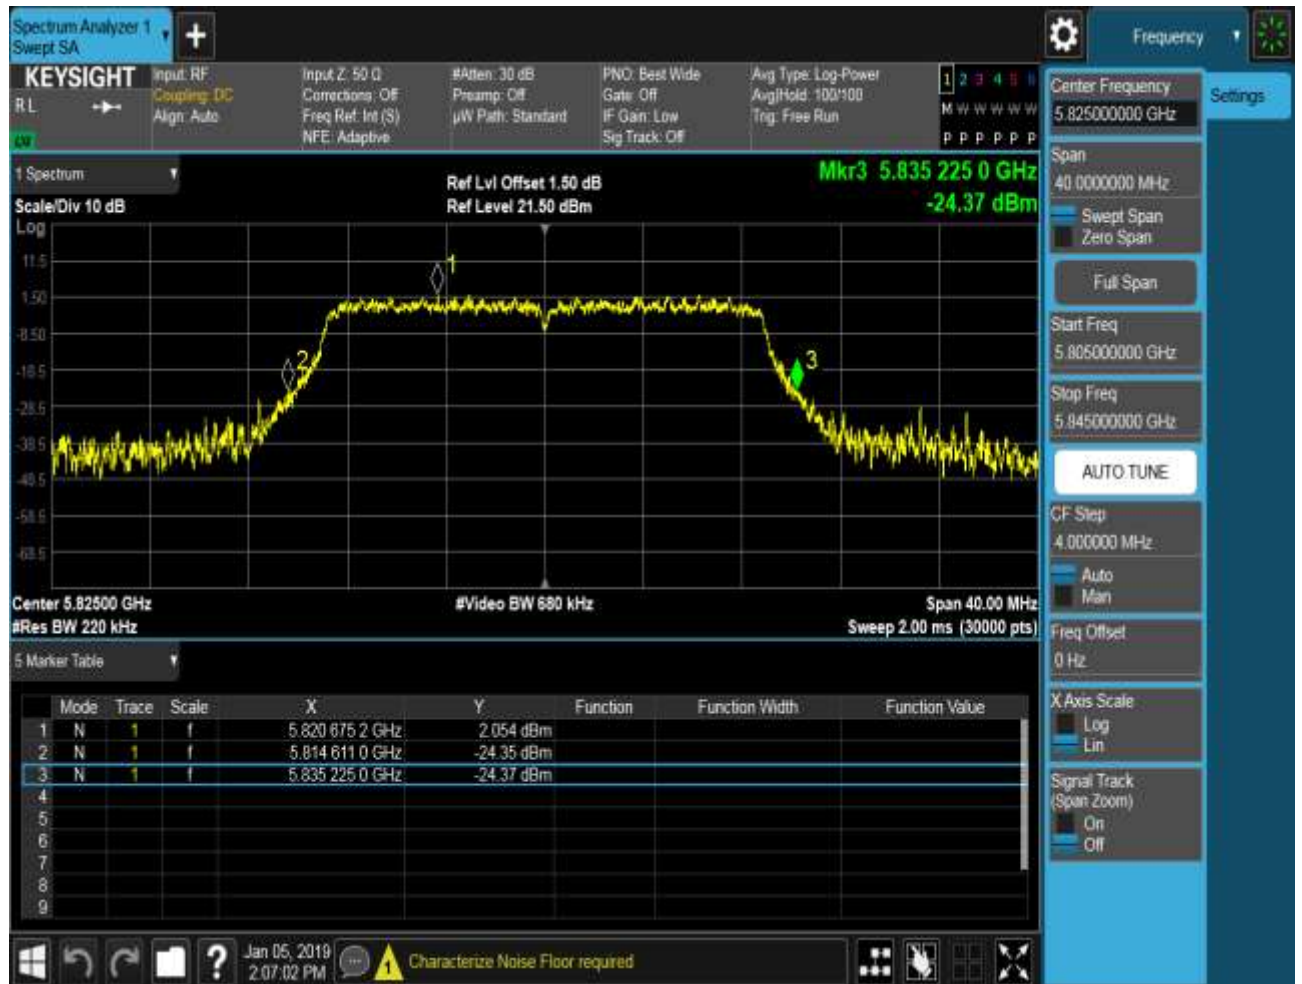 Spectrum Analyzer 1
Swept SA
Frequency
KEYSIGHT
RL
Input: RF
Coupling: DC
Align: Auto
Input Z: 50 Ω
Corrections: Off
Freq Ref: Int (S)
NFE: Adaptive
#Atten: 30 dB
Preamp: Off
µW Path: Standard
PNO: Best Wide
Gate: Off
IF Gain: Low
Sig Track: Off
Avg Type: Log-Power
Avg|Hold: 100/100
Trig: Free Run
1 2 3 4 5 6
M W W W W W
P P P P P P
1 Spectrum
Scale/Div 10 dB
Log
Ref Lvl Offset 1.50 dB
Ref Level 21.50 dBm
Mkr3 5.835 225 0 GHz
-24.37 dBm
11.5
1.50
-8.50
-18.5
-28.5
-38.5
-48.5
-58.5
-68.5
1
2
3
Center 5.82500 GHz
#Res BW 220 kHz
#Video BW 680 kHz
Span 40.00 MHz
Sweep 2.00 ms (30000 pts)
5 Marker Table
Mode Trace Scale X Y Function Function Width Function Value
1 N 1 f 5.820 675 2 GHz 2.054 dBm
2 N 1 f 5.814 611 0 GHz -24.35 dBm
3 N 1 f 5.835 225 0 GHz -24.37 dBm
4
5
6
7
8
9
Jan 05, 2019
2:07:02 PM
Characterize Noise Floor required
Center Frequency
5.825000000 GHz
Settings
Span
40.0000000 MHz
Swept Span
Zero Span
Full Span
Start Freq
5.805000000 GHz
Stop Freq
5.845000000 GHz
AUTO TUNE
CF Step
4.000000 MHz
Auto
Man
Freq Offset
0 Hz
X Axis Scale
Log
Lin
Signal Track
(Span Zoom)
On
Off